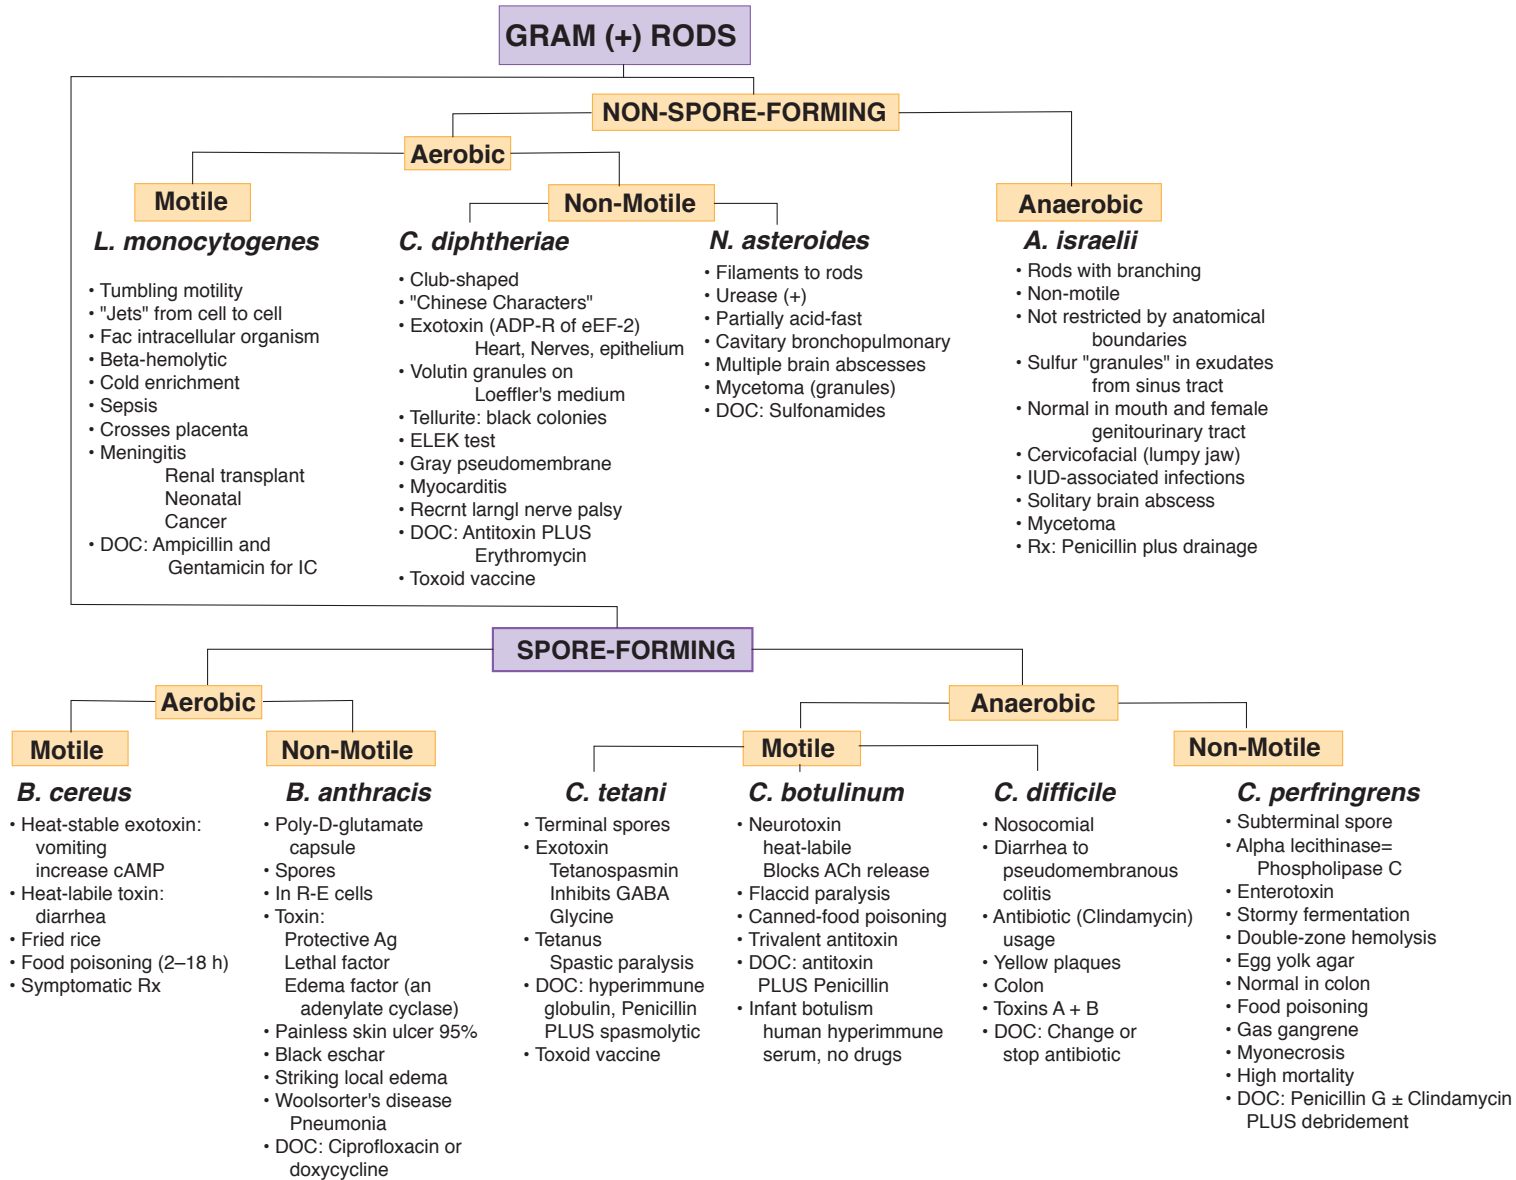 GRAM (+) RODS
NON-SPORE-FORMING
Aerobic
Motile
L. monocytogenes
• Tumbling motility
• "Jets" from cell to cell
• Fac intracellular organism
• Beta-hemolytic
• Cold enrichment
• Sepsis
• Crosses placenta
• Meningitis
Renal transplant
Neonatal
Cancer
• DOC: Ampicillin and
Gentamicin for IC
Non-Motile
C. diphtheriae
• Club-shaped
• "Chinese Characters"
• Exotoxin (ADP-R of eEF-2)
Heart, Nerves, epithelium
• Volutin granules on
Loeffler's medium
• Tellurite: black colonies
• ELEK test
• Gray pseudomembrane
• Myocarditis
• Recrnt larngl nerve palsy
• DOC: Antitoxin PLUS
Erythromycin
• Toxoid vaccine
N. asteroides
• Filaments to rods
• Urease (+)
• Partially acid-fast
• Cavitary bronchopulmonary
• Multiple brain abscesses
• Mycetoma (granules)
• DOC: Sulfonamides
Anaerobic
A. israelii
• Rods with branching
• Non-motile
• Not restricted by anatomical
boundaries
• Sulfur "granules" in exudates
from sinus tract
• Normal in mouth and female
genitourinary tract
• Cervicofacial (lumpy jaw)
• IUD-associated infections
• Solitary brain abscess
• Mycetoma
• Rx: Penicillin plus drainage
SPORE-FORMING
Aerobic
Motile
B. cereus
• Heat-stable exotoxin:
vomiting
increase cAMP
• Heat-labile toxin:
diarrhea
• Fried rice
• Food poisoning (2–18 h)
• Symptomatic Rx
Non-Motile
B. anthracis
• Poly-D-glutamate
capsule
• Spores
• In R-E cells
• Toxin:
Protective Ag
Lethal factor
Edema factor (an
adenylate cyclase)
• Painless skin ulcer 95%
• Black eschar
• Striking local edema
• Woolsorter's disease
Pneumonia
• DOC: Ciprofloxacin or
doxycycline
Anaerobic
Motile
C. tetani
• Terminal spores
• Exotoxin
Tetanospasmin
Inhibits GABA
Glycine
• Tetanus
Spastic paralysis
• DOC: hyperimmune
globulin, Penicillin
PLUS spasmolytic
• Toxoid vaccine
C. botulinum
• Neurotoxin
heat-labile
Blocks ACh release
• Flaccid paralysis
• Canned-food poisoning
• Trivalent antitoxin
• DOC: antitoxin
PLUS Penicillin
• Infant botulism
human hyperimmune
serum, no drugs
C. difficile
• Nosocomial
• Diarrhea to
pseudomembranous
colitis
• Antibiotic (Clindamycin)
usage
• Yellow plaques
• Colon
• Toxins A + B
• DOC: Change or
stop antibiotic
Non-Motile
C. perfringrens
• Subterminal spore
• Alpha lecithinase=
Phospholipase C
• Enterotoxin
• Stormy fermentation
• Double-zone hemolysis
• Egg yolk agar
• Normal in colon
• Food poisoning
• Gas gangrene
• Myonecrosis
• High mortality
• DOC: Penicillin G ± Clindamycin
PLUS debridement